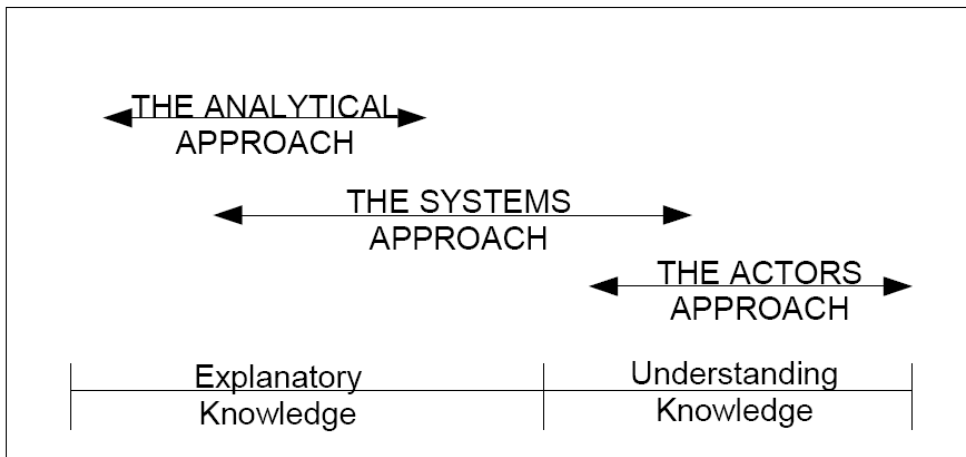 THE ANALYTICAL
APPROACH
THE SYSTEMS
APPROACH
THE ACTORS
APPROACH
Explanatory
Knowledge
Understanding
Knowledge